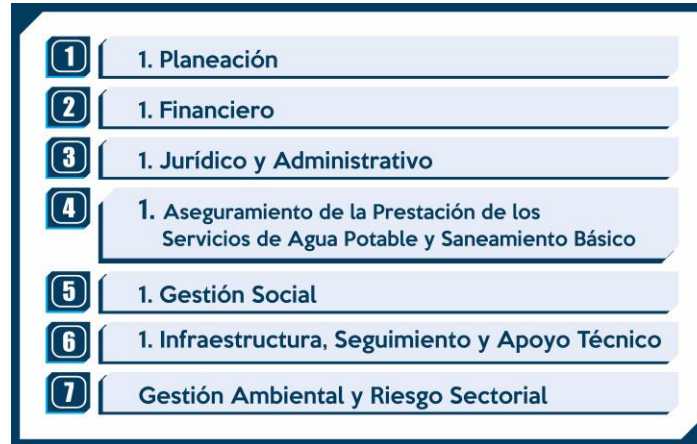 1 1. Planeación
2 1. Financiero
3 1. Jurídico y Administrativo
4 1. Aseguramiento de la Prestación de los
Servicios de Agua Potable y Saneamiento Básico
5 1. Gestión Social
6 1. Infraestructura, Seguimiento y Apoyo Técnico
7 Gestión Ambiental y Riesgo Sectorial